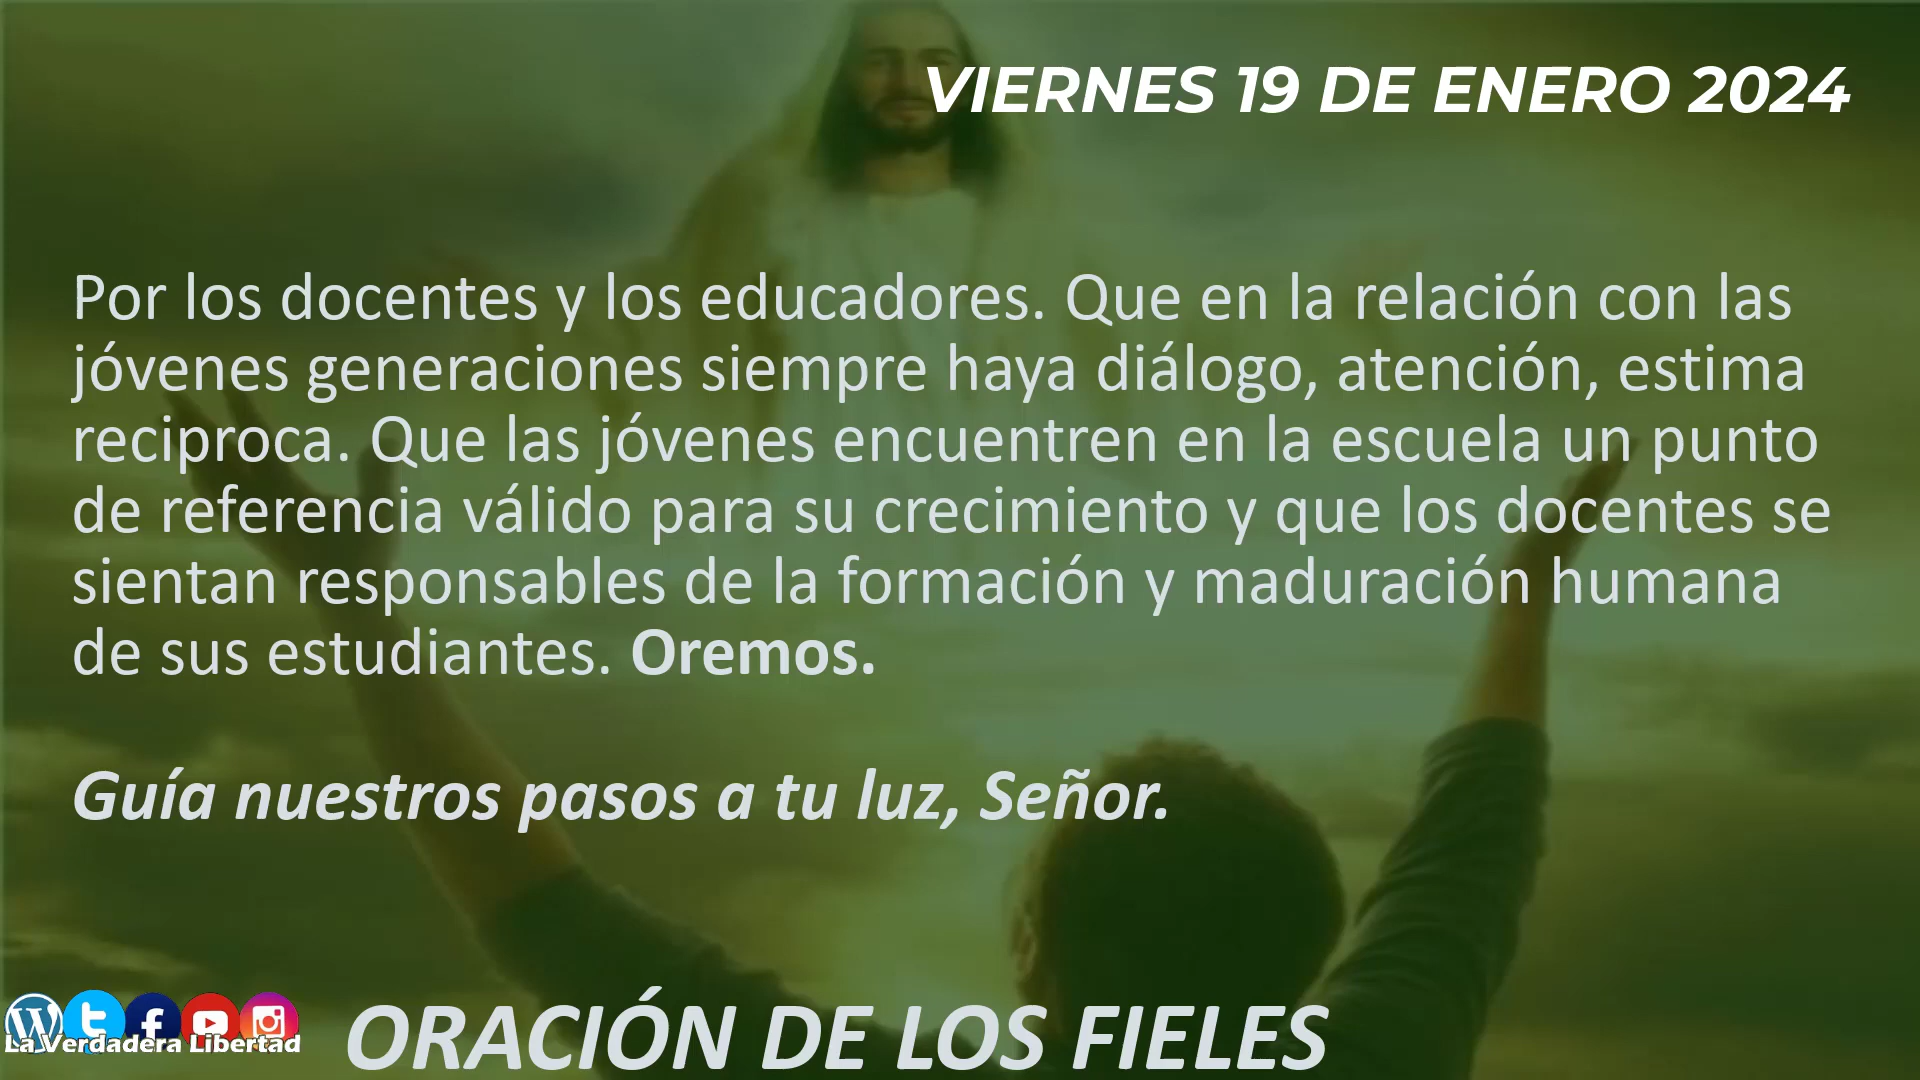 VIERNES 19 DE ENERO 2024
Por los docentes y los educadores. Que en la relación con las
jóvenes generaciones siempre haya diálogo, atención, estima
reciproca. Que las jóvenes encuentren en la escuela un punto
de referencia válido para su crecimiento y que los docentes se
sientan responsables de la formación y maduración humana
de sus estudiantes. Oremos.
Guía nuestros pasos a tu luz, Señor.
La Verdadera Libertad
ORACIÓN DE LOS FIELES